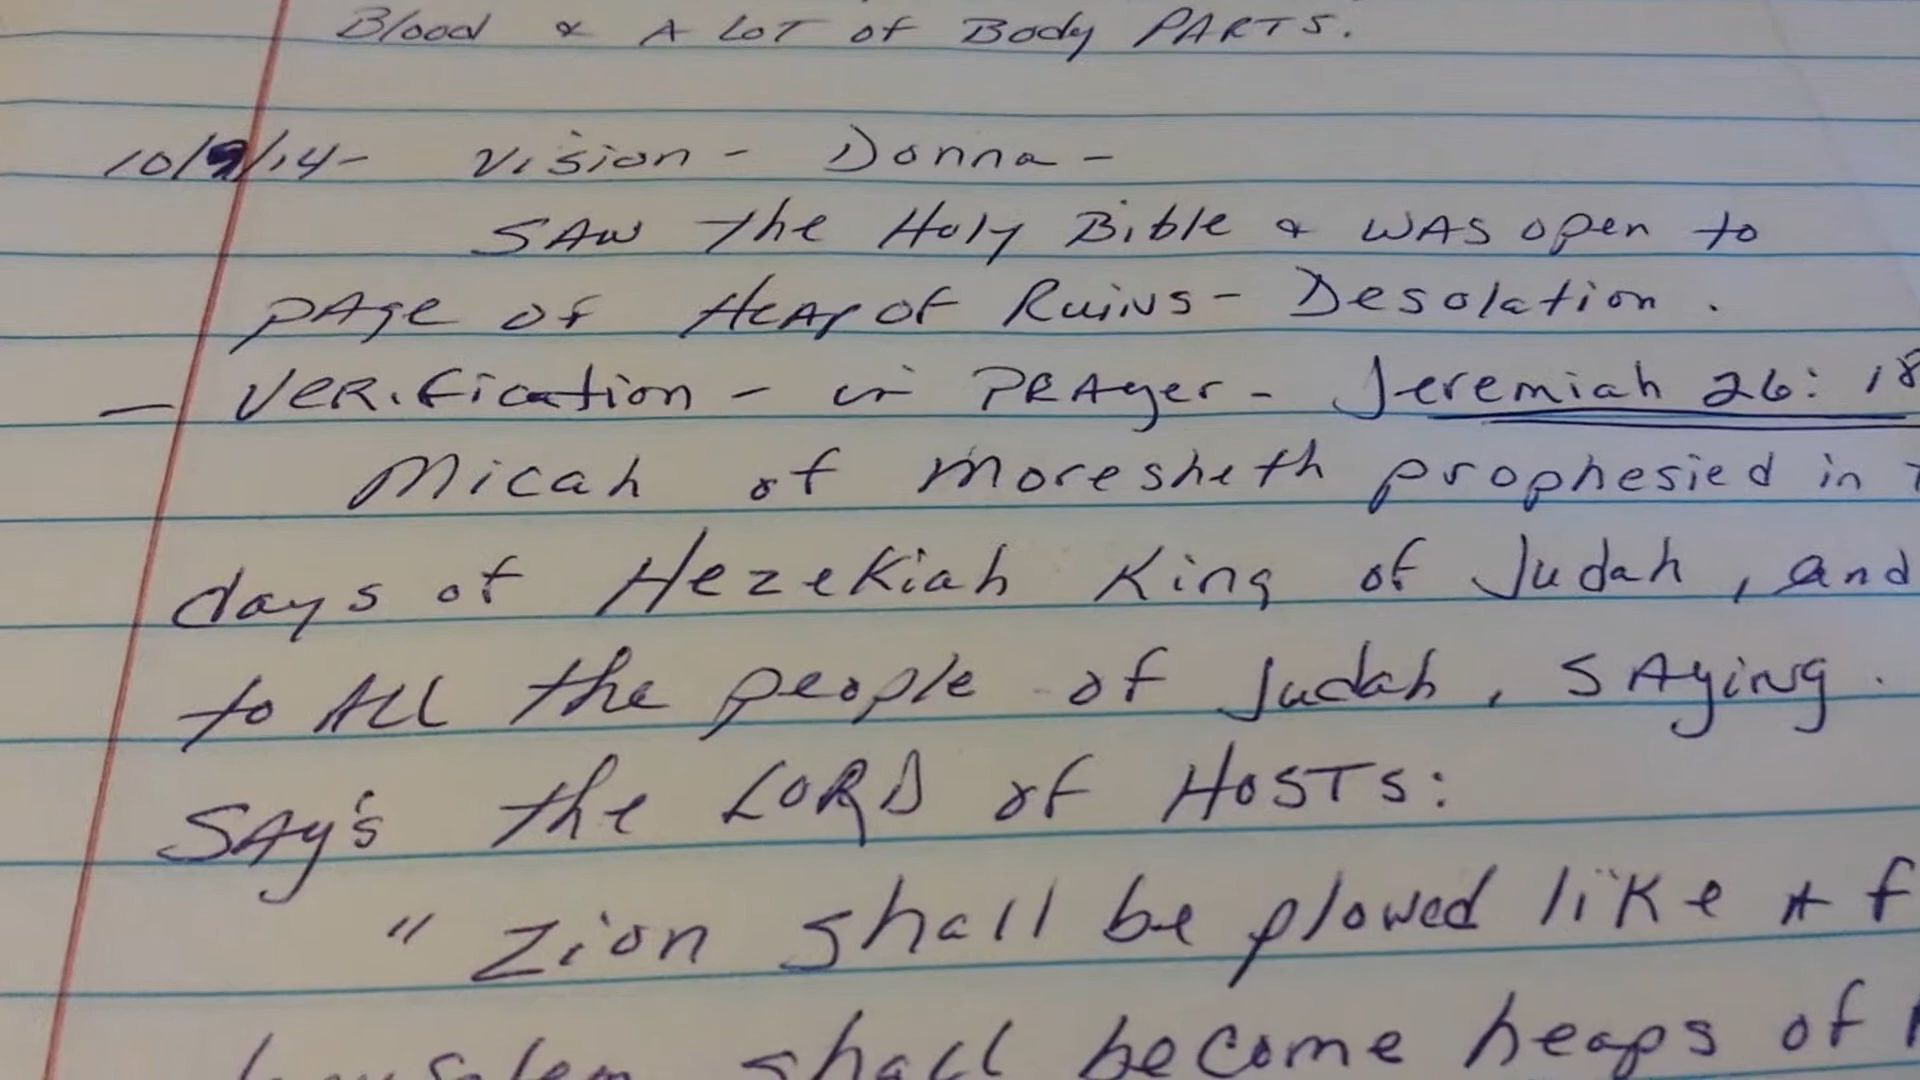 Blood & A LOT of Body PARTS.
10/9/14- Vision - Donna -
SAW the Holy Bible & WAS open to
PAge of HEAP of Ruins - Desolation.
- VERification - in PRAyer - Jeremiah 26:18
Micah of Moresheth prophesied in
days of Hezekiah King of Judah, and
to ALL the people of Judah, SAying.
SAy's the LORD of HOSTS:
" Zion shall be plowed like A
shall become heaps of